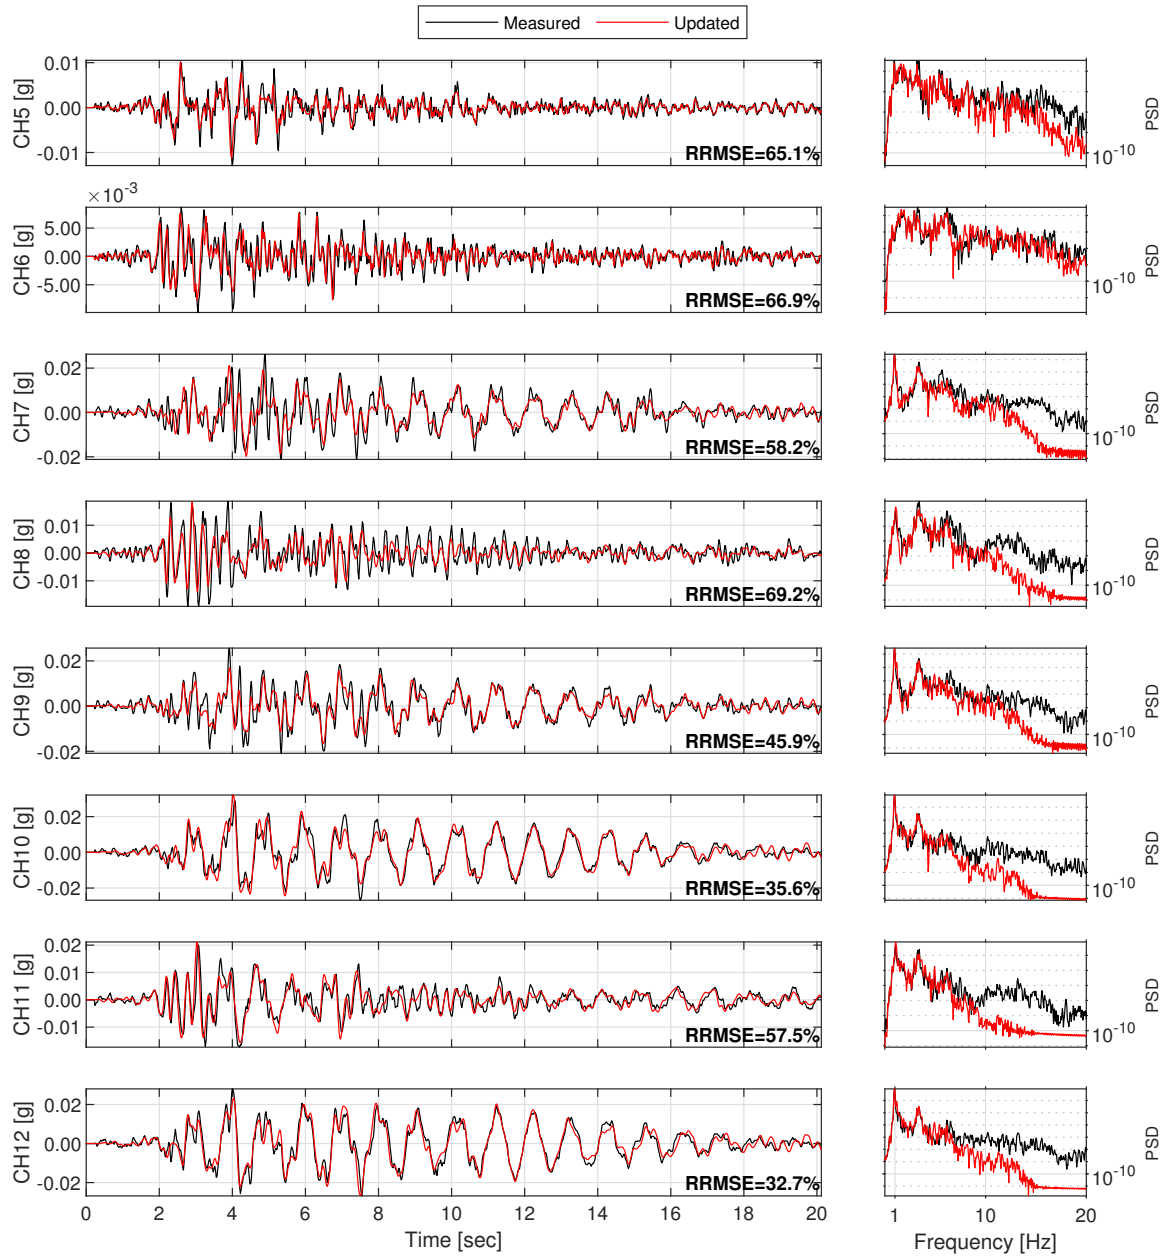 Measured Updated
0.01
0.00
-0.01
CH5 [g]
RRMSE=65.1%
10^-10
PSD
×10^-3
5.00
0.00
-5.00
CH6 [g]
RRMSE=66.9%
10^-10
PSD
0.02
0.00
-0.02
CH7 [g]
RRMSE=58.2%
10^-10
PSD
0.01
0.00
-0.01
CH8 [g]
RRMSE=69.2%
10^-10
PSD
0.02
0.00
-0.02
CH9 [g]
RRMSE=45.9%
10^-10
PSD
0.02
0.00
-0.02
CH10 [g]
RRMSE=35.6%
10^-10
PSD
0.02
0.01
0.00
-0.01
CH11 [g]
RRMSE=57.5%
10^-10
PSD
0.02
0.00
-0.02
CH12 [g]
RRMSE=32.7%
10^-10
PSD
0 2 4 6 8 10 12 14 16 18 20
Time [sec]
1 10 20
Frequency [Hz]